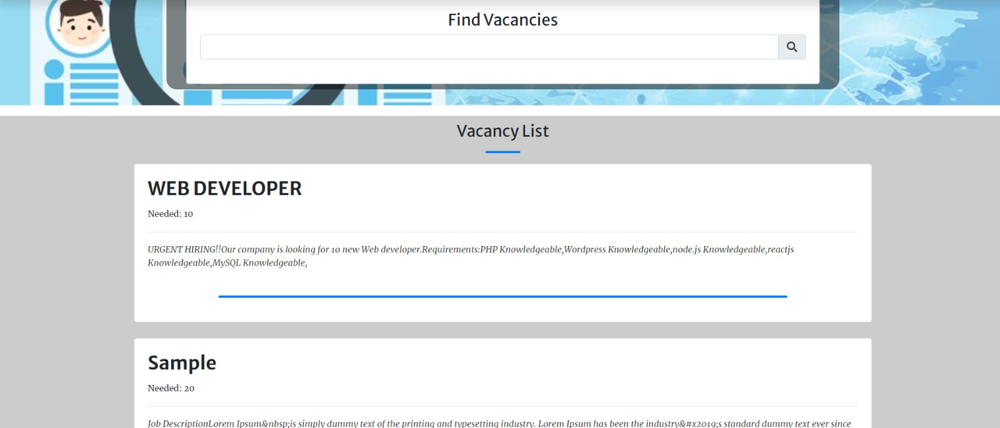 Find Vacancies
Vacancy List
WEB DEVELOPER
Needed: 10
URGENT HIRING!!Our company is looking for 10 new Web developer.Requirements:PHP Knowledgeable,Wordpress Knowledgeable,node.js Knowledgeable,reactjs
Knowledgeable,MySQL Knowledgeable,
Sample
Needed: 20
Job DescriptionLorem Ipsum&nbsp;is simply dummy text of the printing and typesetting industry. Lorem Ipsum has been the industry&#x2019;s standard dummy text ever since